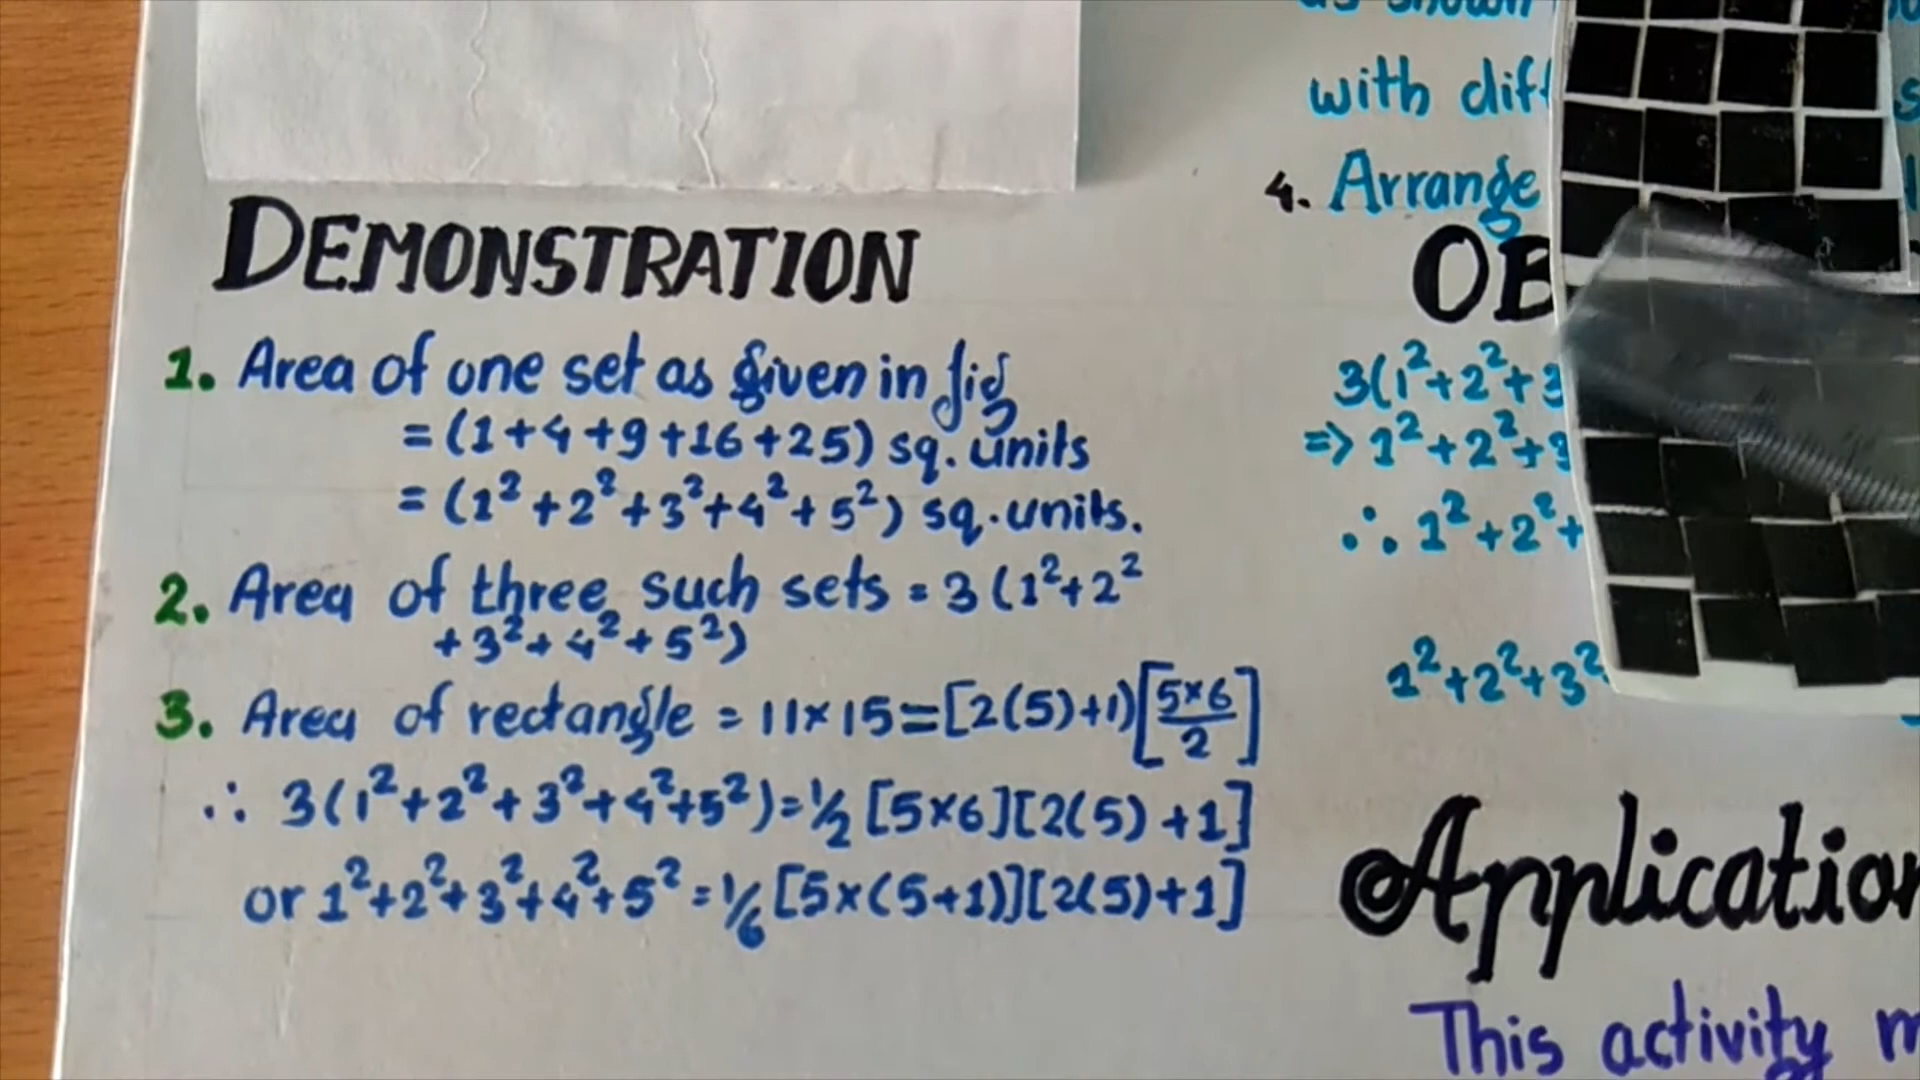 DEMONSTRATION
1. Area of one set as given in fig
= (1+4+9+16+25) sq. units
= (1²+2²+3²+4²+5²) sq. units.
2. Area of three such sets = 3 (1²+2²
+3²+4²+5²)
3. Area of rectangle = 11×15=[2(5)+1)[5×6/2]
∴ 3(1²+2²+3²+4²+5²)=½ [5×6][2(5)+1]
or 1²+2²+3²+4²+5² = ⅙ [5×(5+1)][2(5)+1]
as shown
with diff
4. Arrange
OB
3(1²+2²+3
=> 1²+2²+3
∴ 1²+2²+
1²+2²+3²
Application
This activity m